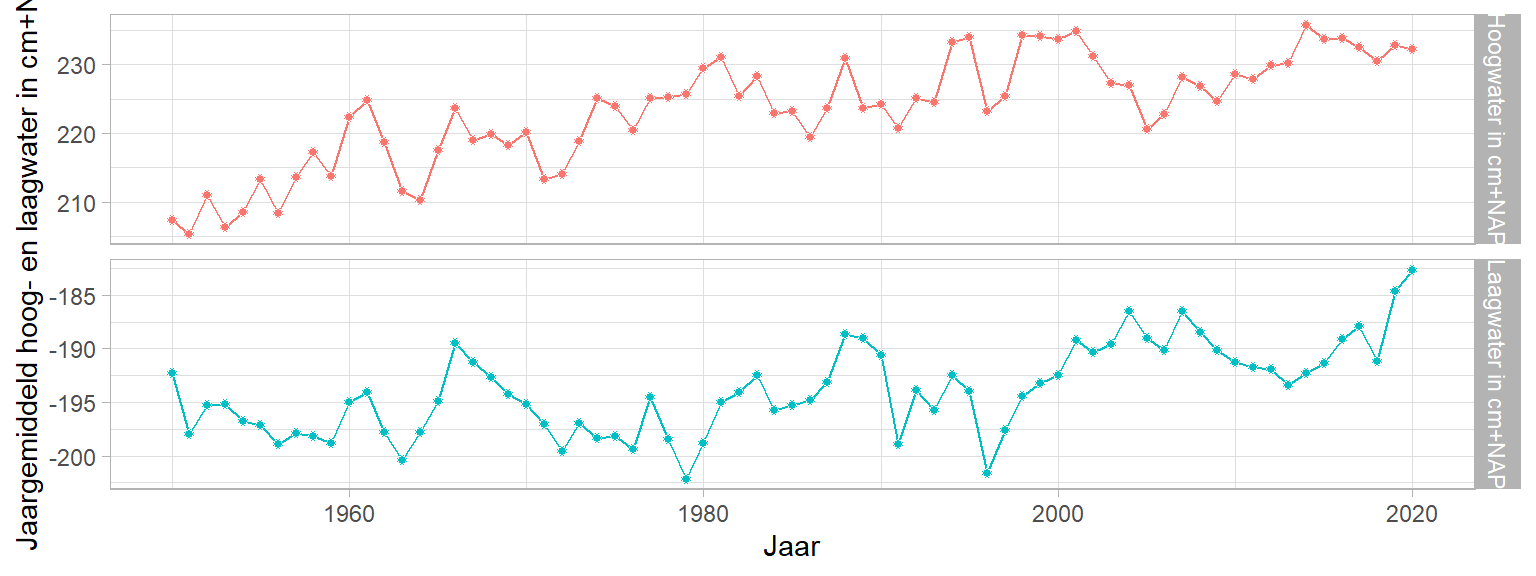 Jaargemiddeld hoog- en laagwater in cm+N
230
220
210
Hoogwater in cm+NAP
-185
-190
-195
-200
Laagwater in cm+NAP
1960 1980 2000 2020
Jaar